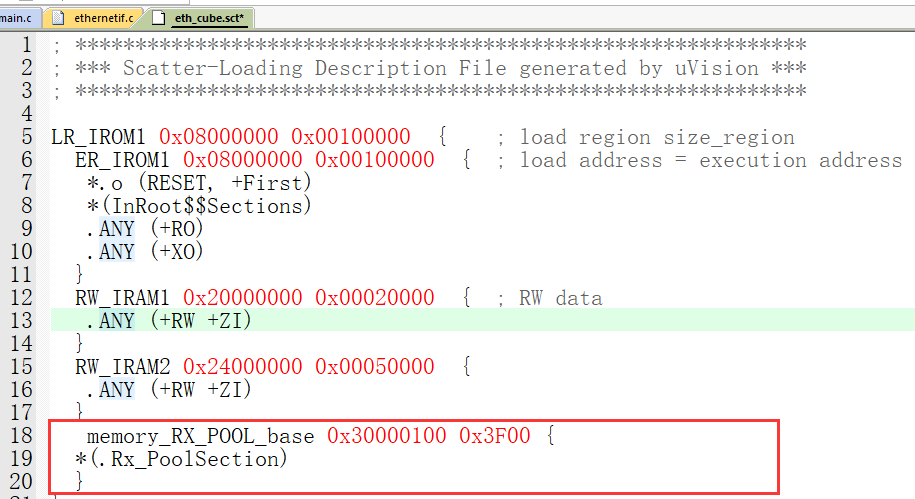 main.c ethernetif.c eth_cube.sct*
1 ; *************************************************************
2 ; *** Scatter-Loading Description File generated by uVision ***
3 ; *************************************************************
4
5 LR_IROM1 0x08000000 0x00100000 { ; load region size_region
6 ER_IROM1 0x08000000 0x00100000 { ; load address = execution address
7 *.o (RESET, +First)
8 *(InRoot$$Sections)
9 .ANY (+RO)
10 .ANY (+XO)
11 }
12 RW_IRAM1 0x20000000 0x00020000 { ; RW data
13 .ANY (+RW +ZI)
14 }
15 RW_IRAM2 0x24000000 0x00050000 {
16 .ANY (+RW +ZI)
17 }
18 memory_RX_POOL_base 0x30000100 0x3F00 {
19 *(.Rx_PoolSection)
20 }